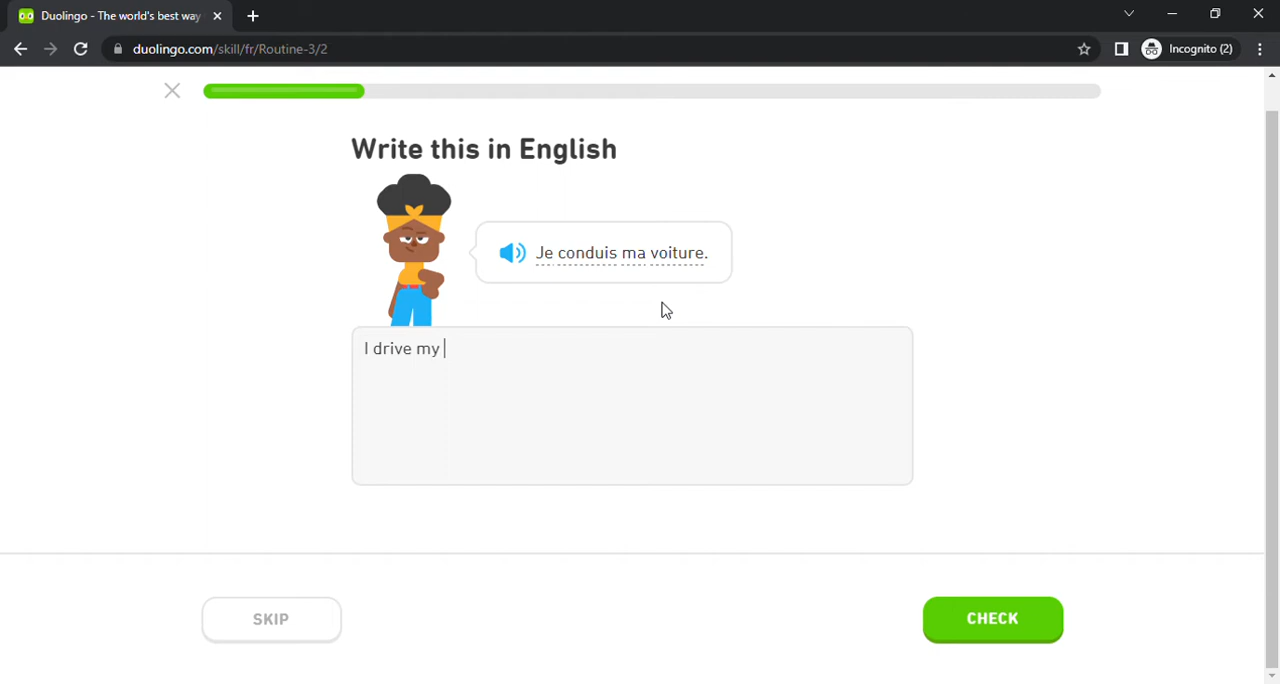 Duolingo - The world's best way
duolingo.com/skill/fr/Routine-3/2
Incognito (2)
Write this in English
Je conduis ma voiture.
I drive my
SKIP
CHECK